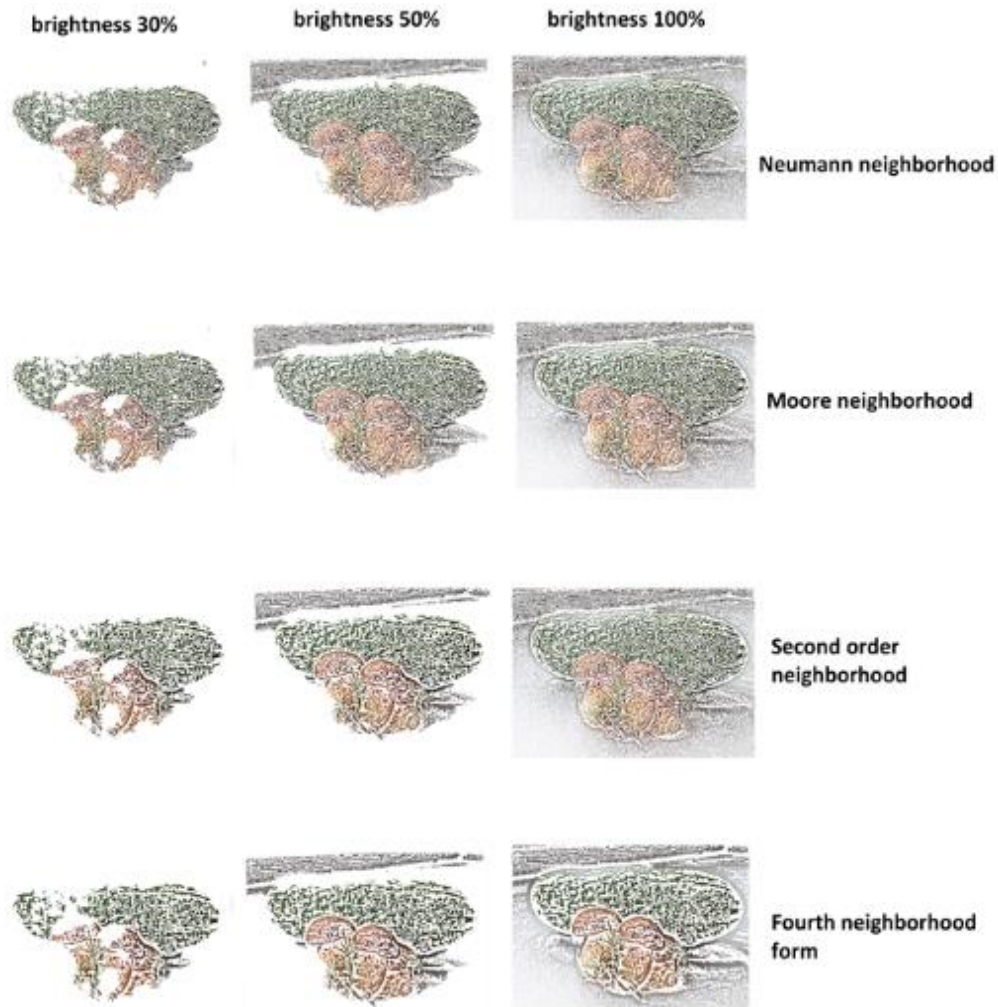 brightness 30%
brightness 50%
brightness 100%
Neumann neighborhood
Moore neighborhood
Second order
neighborhood
Fourth neighborhood
form